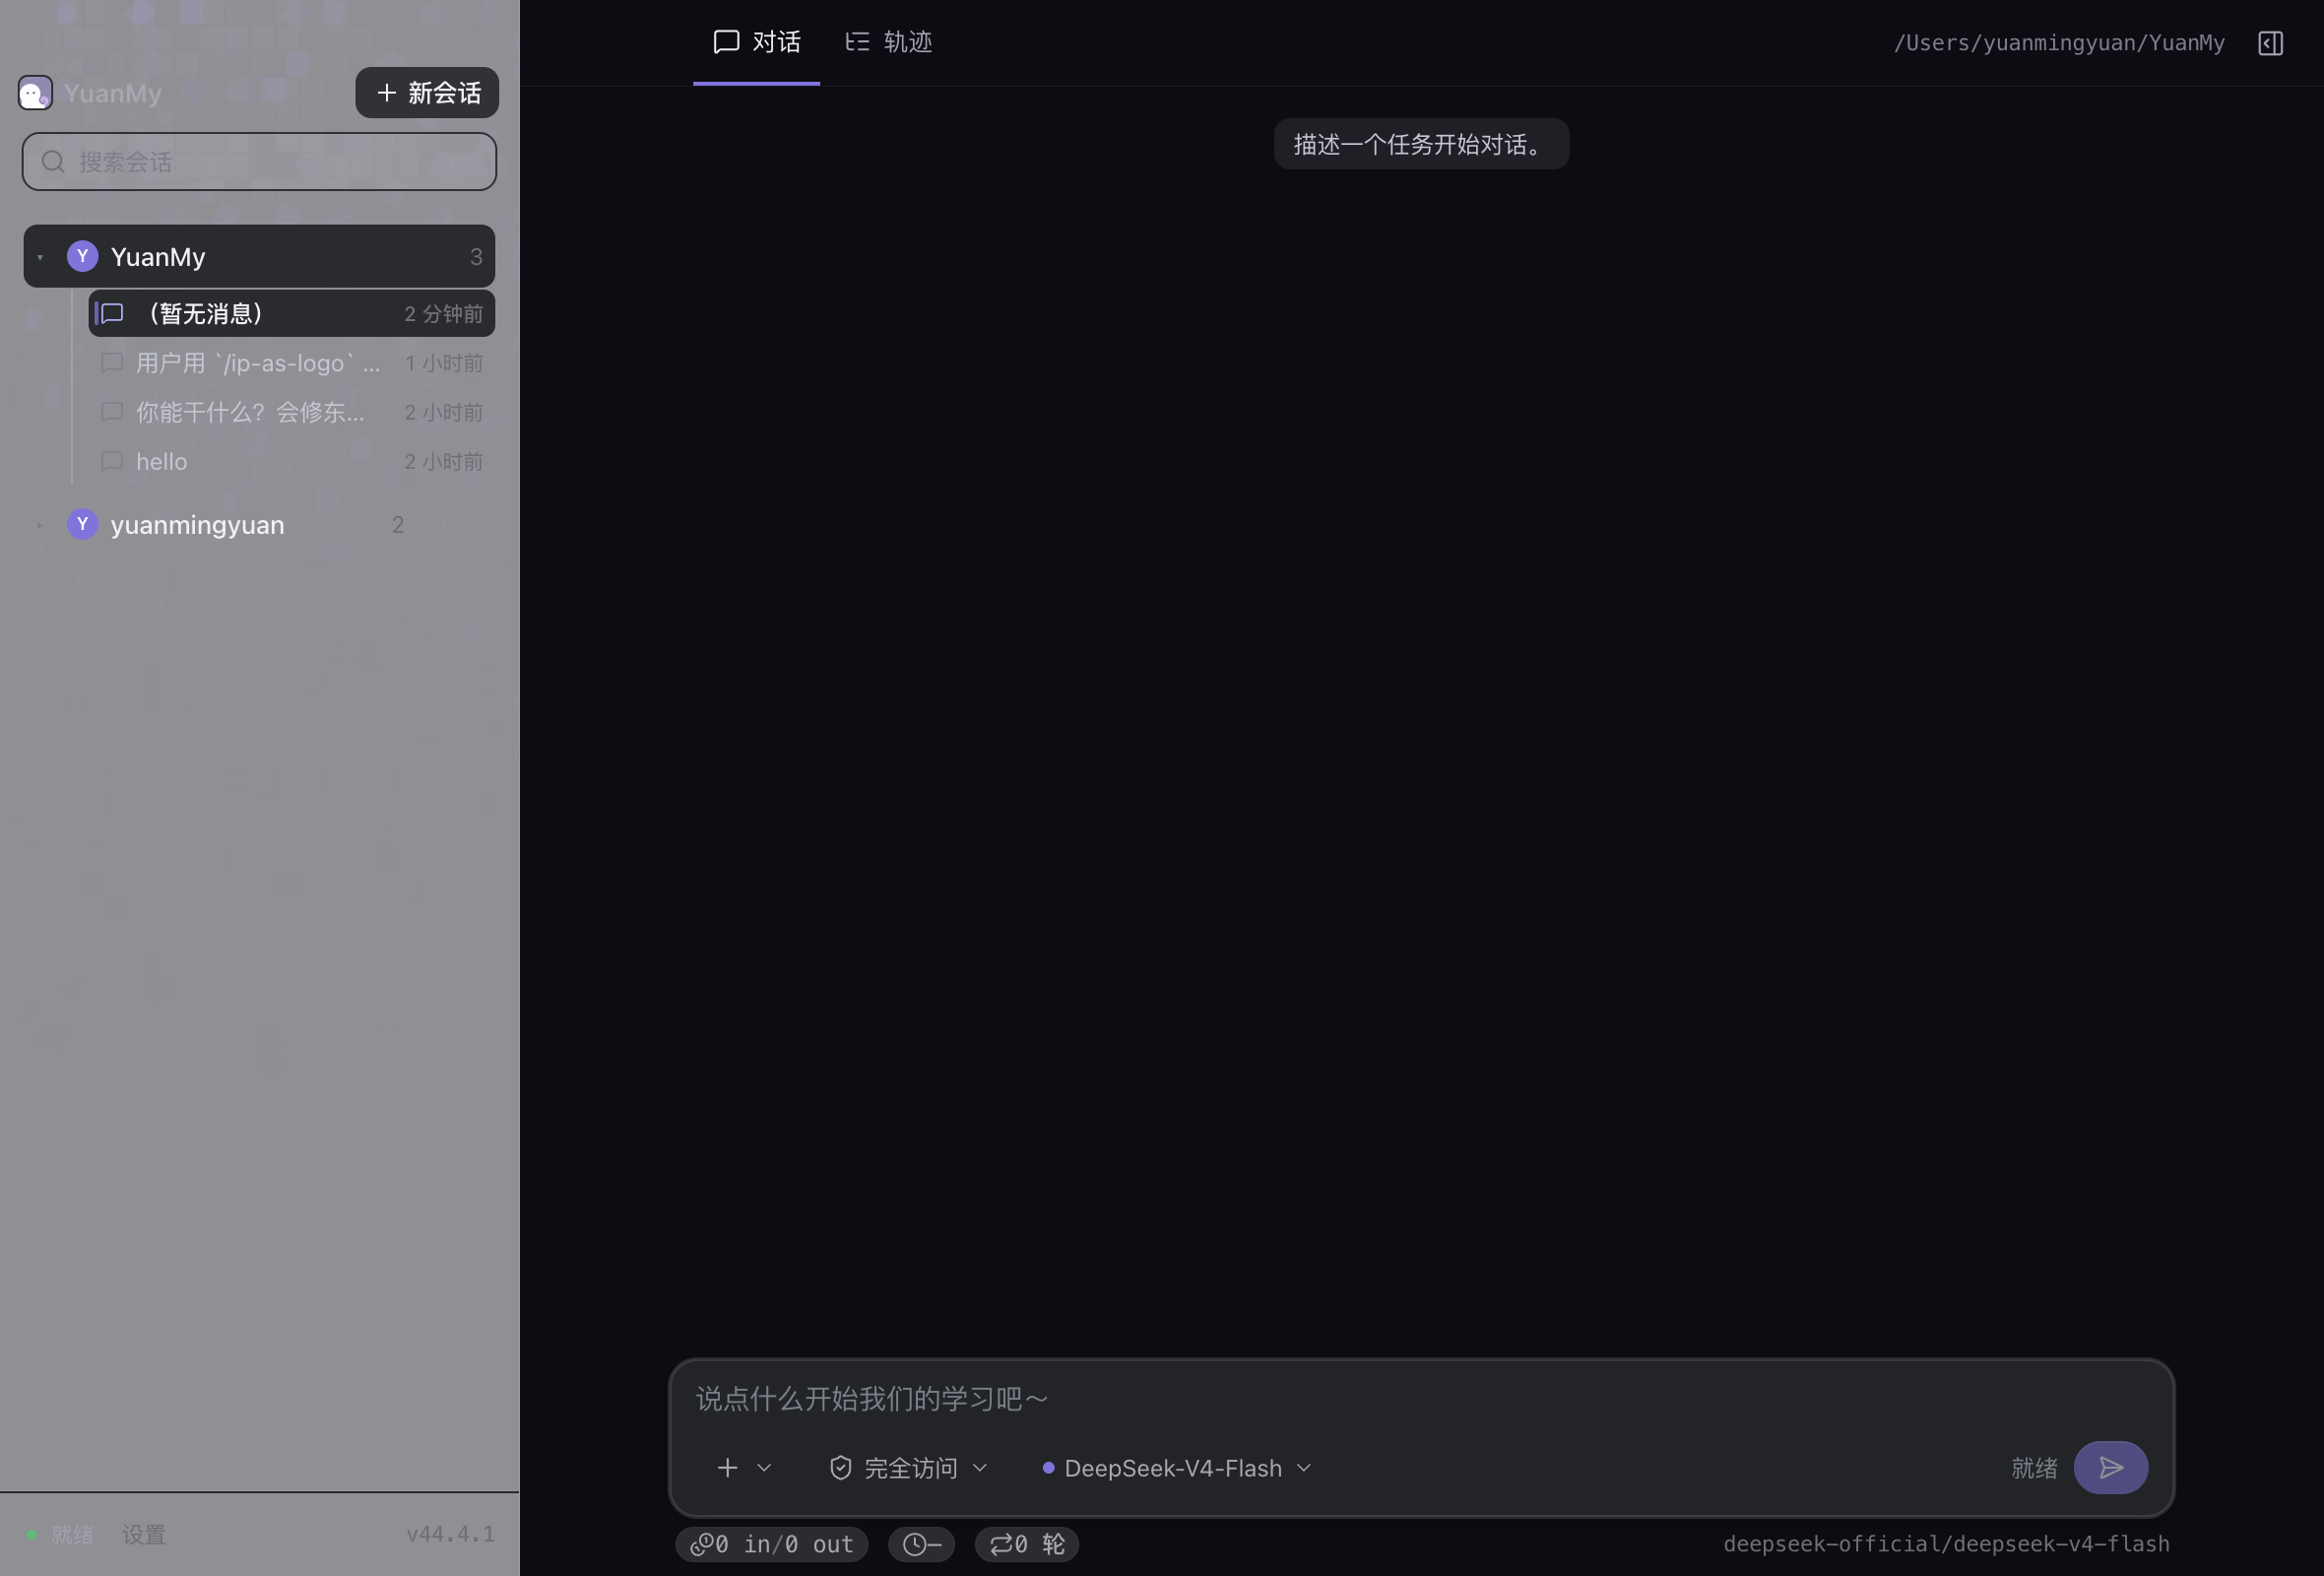 YuanMy
新会话
搜索会话
Y YuanMy 3
（暂无消息） 2 分钟前
用户用 `/ip-as-logo` ... 1 小时前
你能干什么？会修东... 2 小时前
hello 2 小时前
Y yuanmingyuan 2
就绪 设置 v44.4.1
对话 轨迹 /Users/yuanmingyuan/YuanMy
描述一个任务开始对话。
说点什么开始我们的学习吧～
完全访问 DeepSeek-V4-Flash 就绪
0 in/0 out — 0 轮 deepseek-official/deepseek-v4-flash